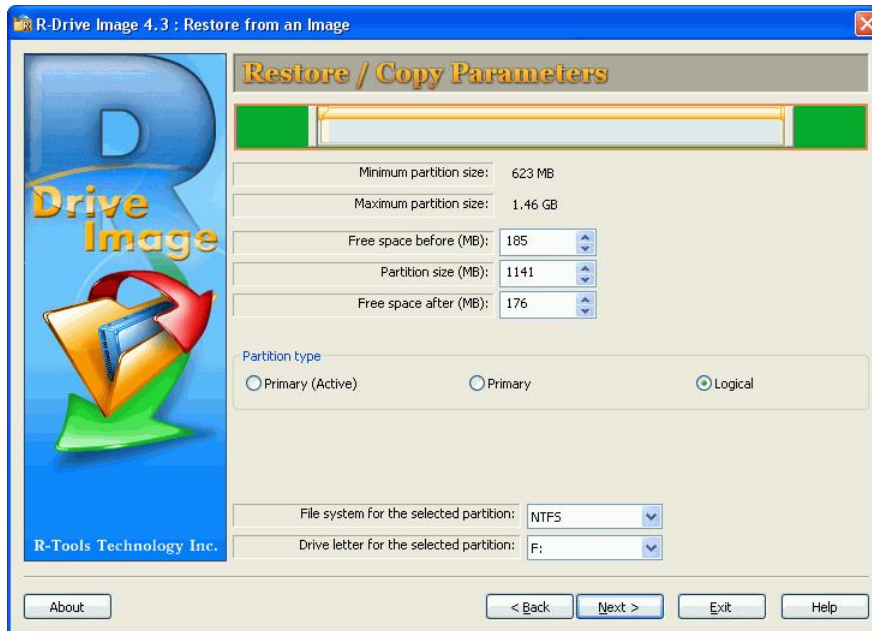 R-Drive Image 4.3 : Restore from an Image
R
Drive
Image
R-Tools Technology Inc.
Restore / Copy Parameters
Minimum partition size: 623 MB
Maximum partition size: 1.46 GB
Free space before (MB): 185
Partition size (MB): 1141
Free space after (MB): 176
Partition type
Primary (Active) Primary Logical
File system for the selected partition: NTFS
Drive letter for the selected partition: F:
About < Back Next > Exit Help